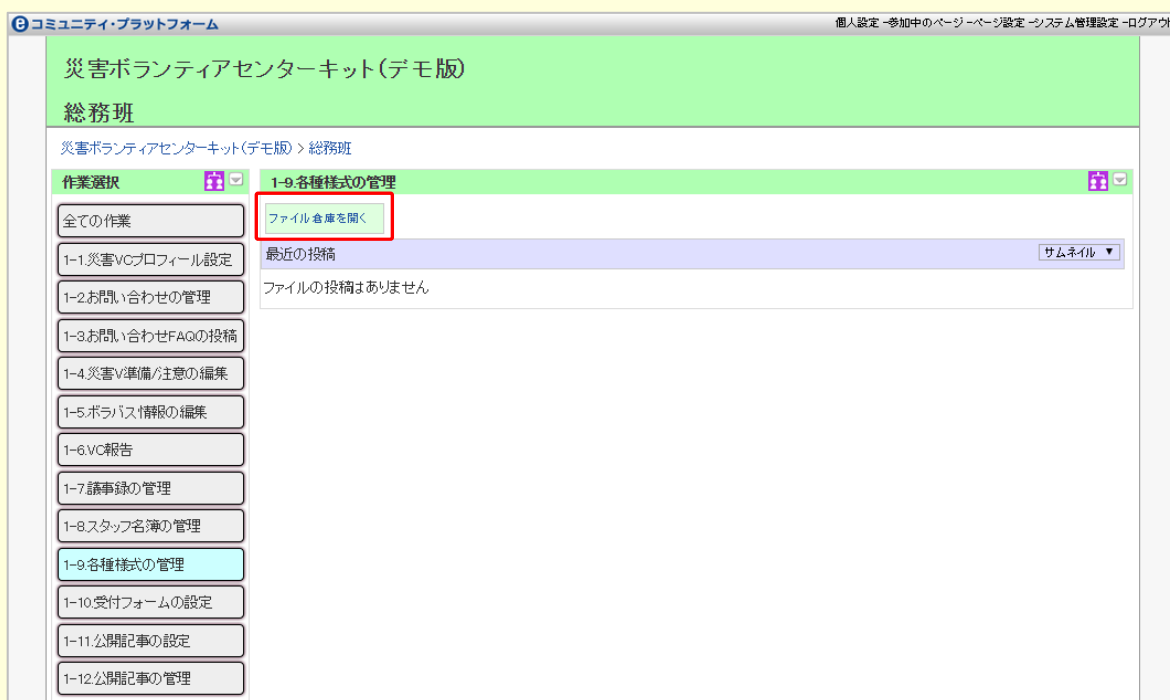 eコミュニティ・プラットフォーム
個人設定 -参加中のページ -ページ設定 -システム管理設定 -ログアウ
災害ボランティアセンターキット(デモ版)
総務班
災害ボランティアセンターキット(デモ版) > 総務班
作業選択
1-9.各種様式の管理
全ての作業
ファイル倉庫を開く
1-1.災害VCプロフィール設定
最近の投稿
サムネイル ▼
1-2.お問い合わせの管理
ファイルの投稿はありません
1-3.お問い合わせFAQの投稿
1-4.災害V準備/注意の編集
1-5.ボラバス情報の編集
1-6.VC報告
1-7.議事録の管理
1-8.スタッフ名簿の管理
1-9.各種様式の管理
1-10.受付フォームの設定
1-11.公開記事の設定
1-12.公開記事の管理